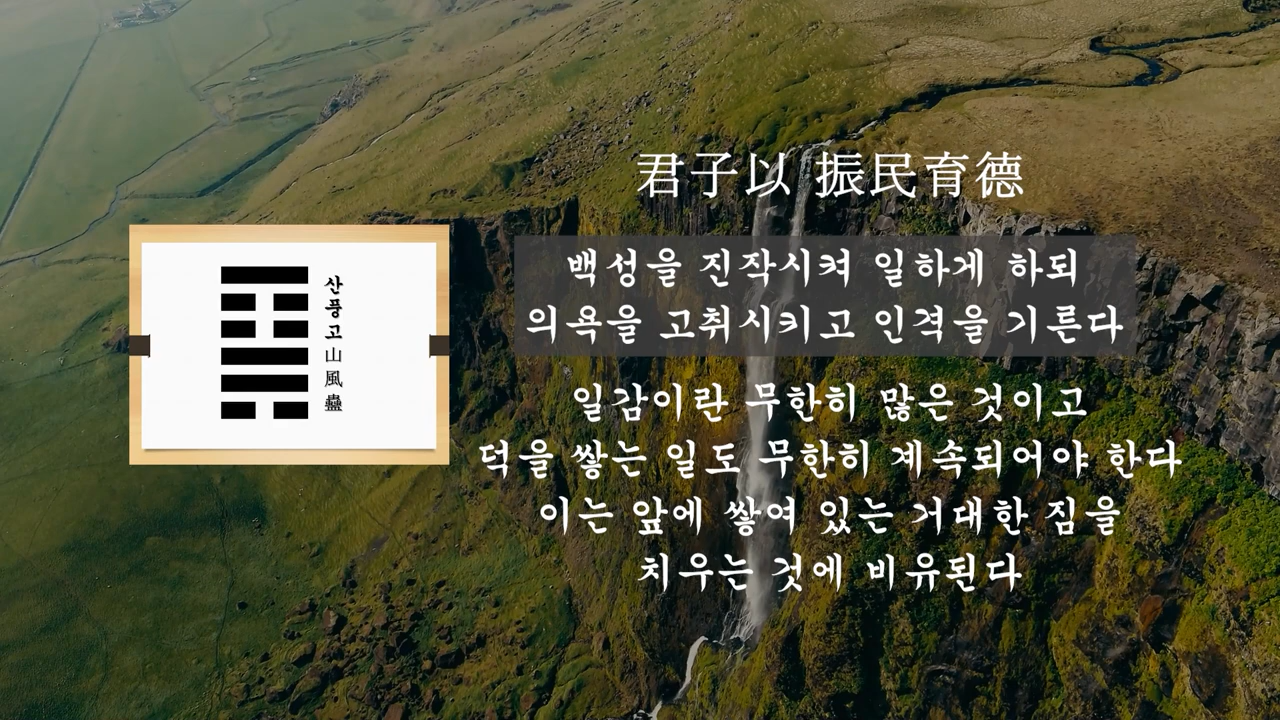 산풍고山風蠱
君子以 振民育德
백성을 진작시켜 일하게 하되
의욕을 고취시키고 인격을 기른다
일감이란 무한히 많은 것이고
덕을 쌓는 일도 무한히 계속되어야 한다
이는 앞에 쌓여 있는 거대한 짐을
치우는 것에 비유된다